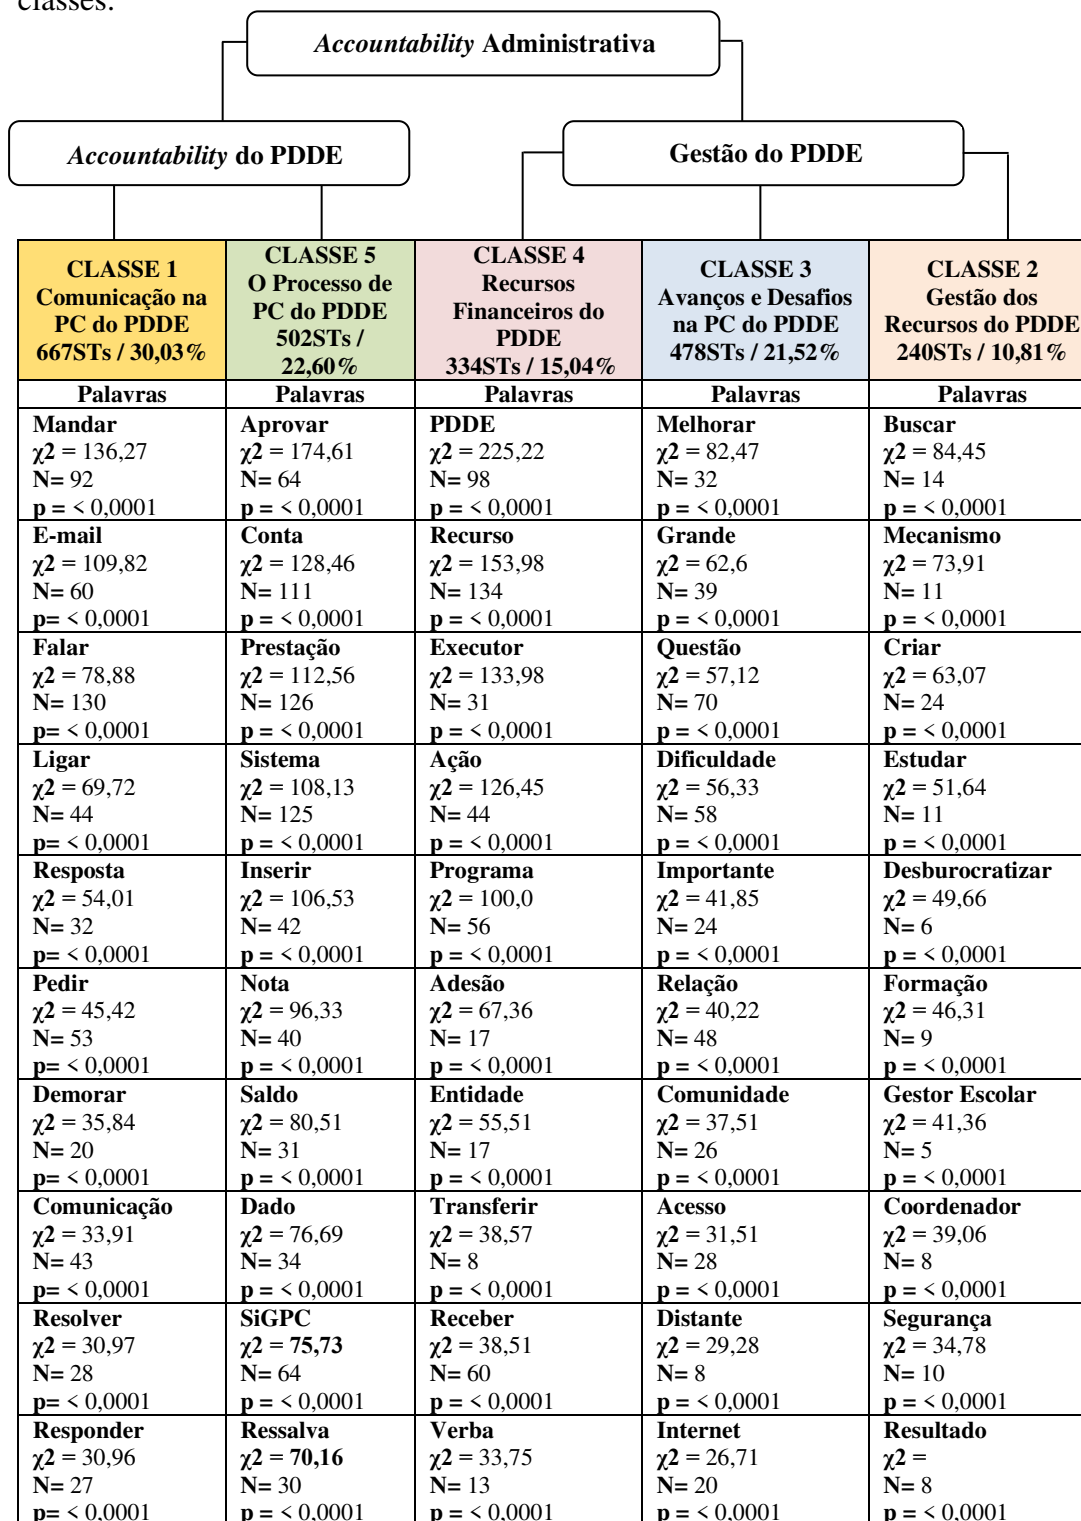 classes.
Accountability Administrativa
Accountability do PDDE
Gestão do PDDE
CLASSE 1
Comunicação na
PC do PDDE
667STs / 30,03%
CLASSE 5
O Processo de
PC do PDDE
502STs /
22,60%
CLASSE 4
Recursos
Financeiros do
PDDE
334STs / 15,04%
CLASSE 3
Avanços e Desafios
na PC do PDDE
478STs / 21,52%
CLASSE 2
Gestão dos
Recursos do PDDE
240STs / 10,81%
Palavras Palavras Palavras Palavras Palavras
Mandar Aprovar PDDE Melhorar Buscar
χ2 = 136,27 χ2 = 174,61 χ2 = 225,22 χ2 = 82,47 χ2 = 84,45
N= 92 N= 64 N= 98 N= 32 N= 14
p = < 0,0001 p = < 0,0001 p = < 0,0001 p = < 0,0001 p = < 0,0001
E-mail Conta Recurso Grande Mecanismo
χ2 = 109,82 χ2 = 128,46 χ2 = 153,98 χ2 = 62,6 χ2 = 73,91
N= 60 N= 111 N= 134 N= 39 N= 11
p= < 0,0001 p = < 0,0001 p = < 0,0001 p = < 0,0001 p = < 0,0001
Falar Prestação Executor Questão Criar
χ2 = 78,88 χ2 = 112,56 χ2 = 133,98 χ2 = 57,12 χ2 = 63,07
N= 130 N= 126 N= 31 N= 70 N= 24
p= < 0,0001 p = < 0,0001 p = < 0,0001 p = < 0,0001 p = < 0,0001
Ligar Sistema Ação Dificuldade Estudar
χ2 = 69,72 χ2 = 108,13 χ2 = 126,45 χ2 = 56,33 χ2 = 51,64
N= 44 N= 125 N= 44 N= 58 N= 11
p= < 0,0001 p = < 0,0001 p = < 0,0001 p = < 0,0001 p = < 0,0001
Resposta Inserir Programa Importante Desburocratizar
χ2 = 54,01 χ2 = 106,53 χ2 = 100,0 χ2 = 41,85 χ2 = 49,66
N= 32 N= 42 N= 56 N= 24 N= 6
p= < 0,0001 p = < 0,0001 p = < 0,0001 p = < 0,0001 p = < 0,0001
Pedir Nota Adesão Relação Formação
χ2 = 45,42 χ2 = 96,33 χ2 = 67,36 χ2 = 40,22 χ2 = 46,31
N= 53 N= 40 N= 17 N= 48 N= 9
p= < 0,0001 p = < 0,0001 p = < 0,0001 p = < 0,0001 p = < 0,0001
Demorar Saldo Entidade Comunidade Gestor Escolar
χ2 = 35,84 χ2 = 80,51 χ2 = 55,51 χ2 = 37,51 χ2 = 41,36
N= 20 N= 31 N= 17 N= 26 N= 5
p= < 0,0001 p = < 0,0001 p = < 0,0001 p = < 0,0001 p = < 0,0001
Comunicação Dado Transferir Acesso Coordenador
χ2 = 33,91 χ2 = 76,69 χ2 = 38,57 χ2 = 31,51 χ2 = 39,06
N= 43 N= 34 N= 8 N= 28 N= 8
p= < 0,0001 p = < 0,0001 p = < 0,0001 p = < 0,0001 p = < 0,0001
Resolver SiGPC Receber Distante Segurança
χ2 = 30,97 χ2 = 75,73 χ2 = 38,51 χ2 = 29,28 χ2 = 34,78
N= 28 N= 64 N= 60 N= 8 N= 10
p= < 0,0001 p = < 0,0001 p = < 0,0001 p = < 0,0001 p = < 0,0001
Responder Ressalva Verba Internet Resultado
χ2 = 30,96 χ2 = 70,16 χ2 = 33,75 χ2 = 26,71 χ2 =
N= 27 N= 30 N= 13 N= 20 N= 8
p= < 0,0001 p = < 0,0001 p = < 0,0001 p = < 0,0001 p = < 0,0001